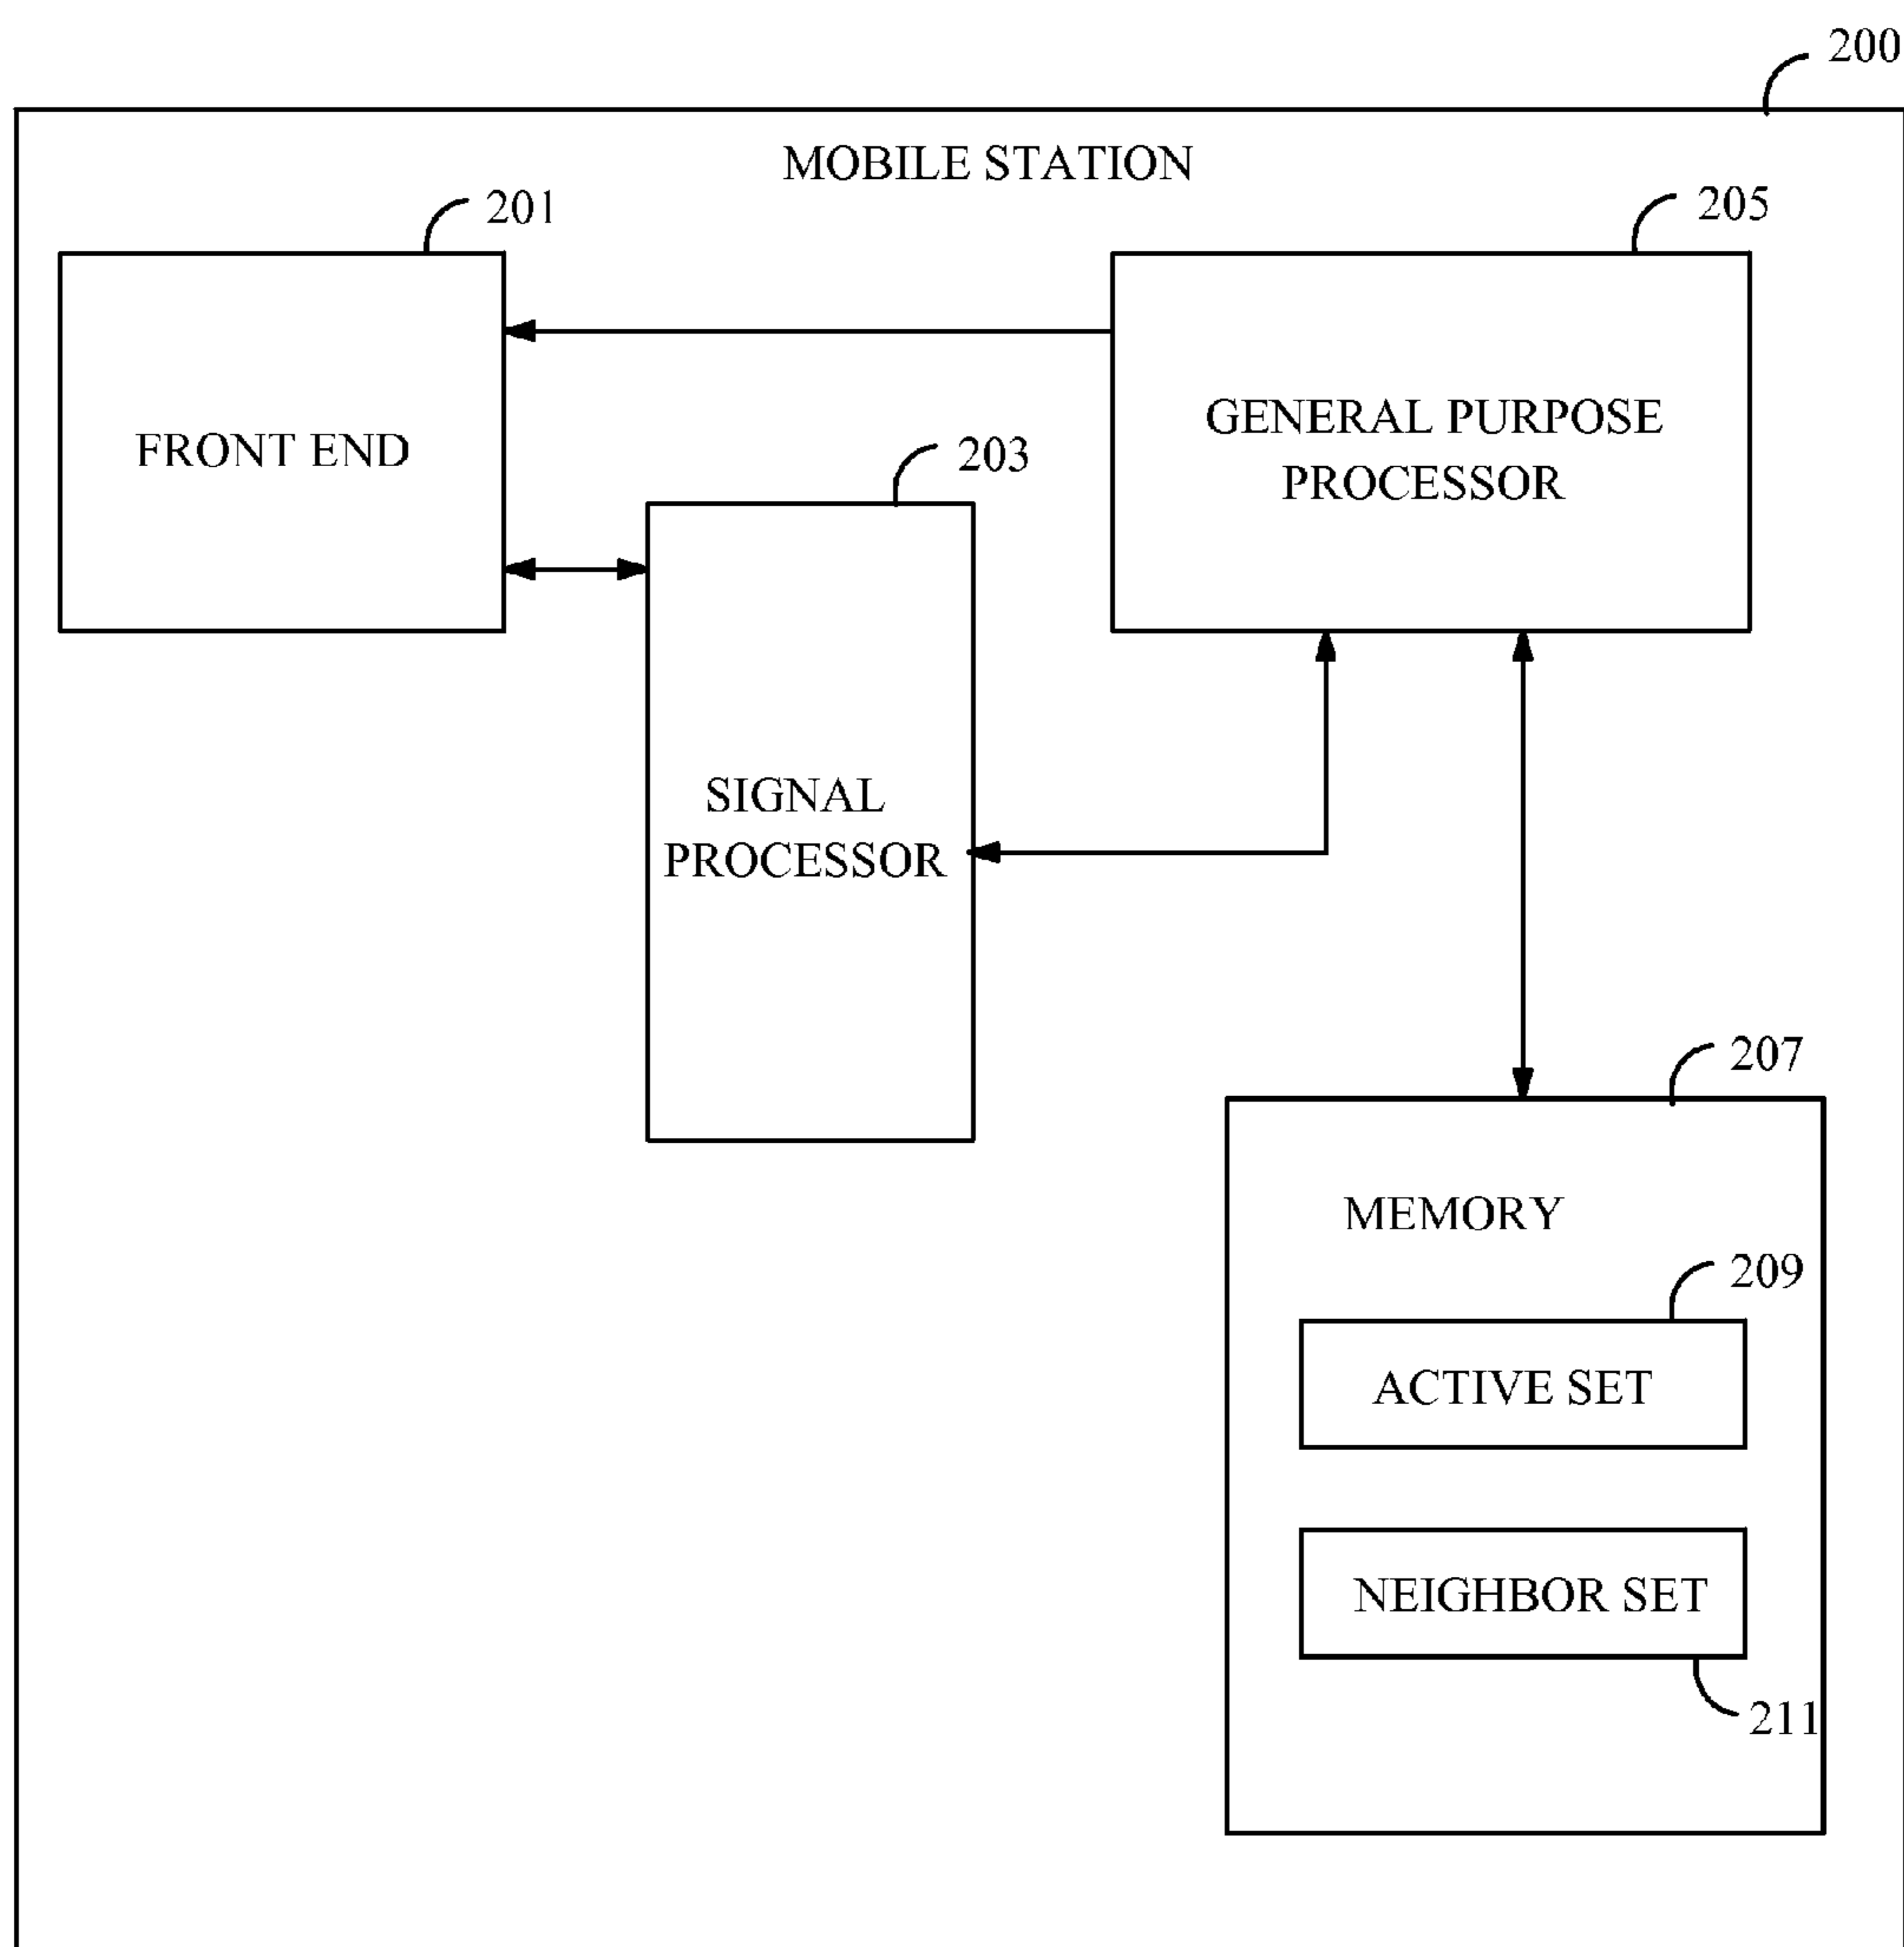 200
MOBILE STATION
201
205
FRONT END
GENERAL PURPOSE
PROCESSOR
203
SIGNAL
PROCESSOR
207
MEMORY
209
ACTIVE SET
NEIGHBOR SET
211